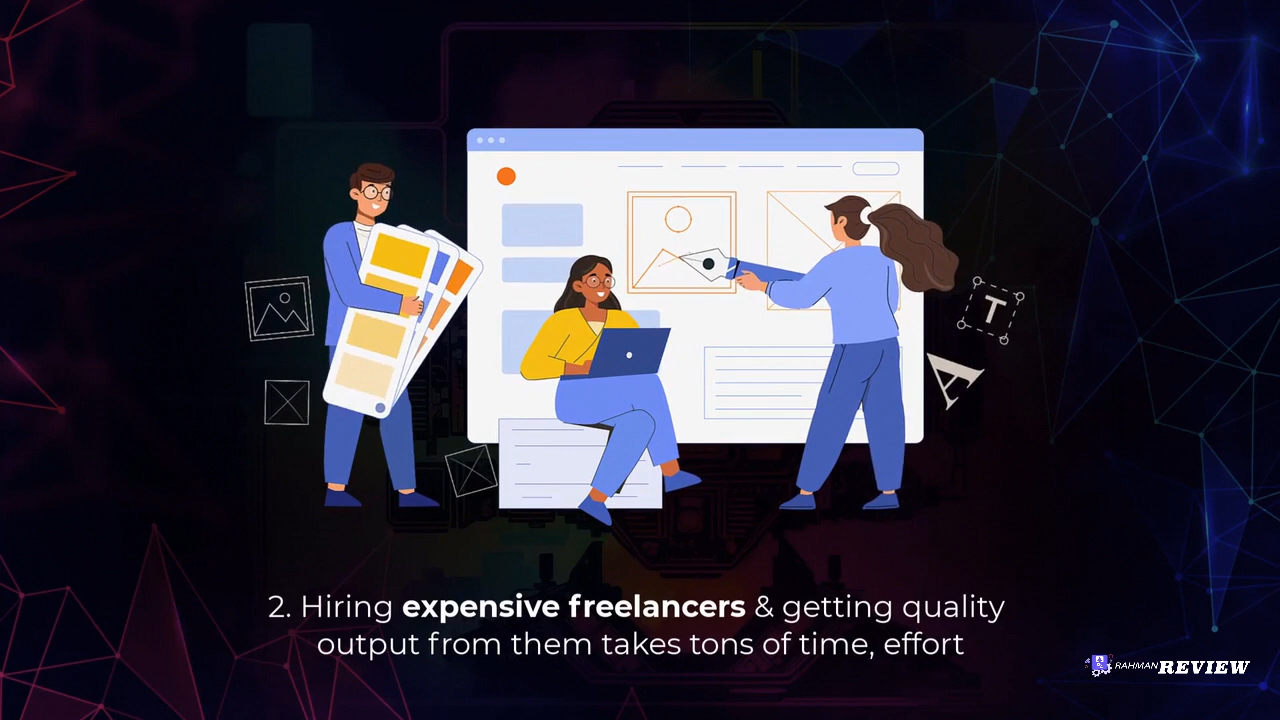 T
A
2. Hiring expensive freelancers & getting quality
output from them takes tons of time, effort
RAHMAN REVIEW